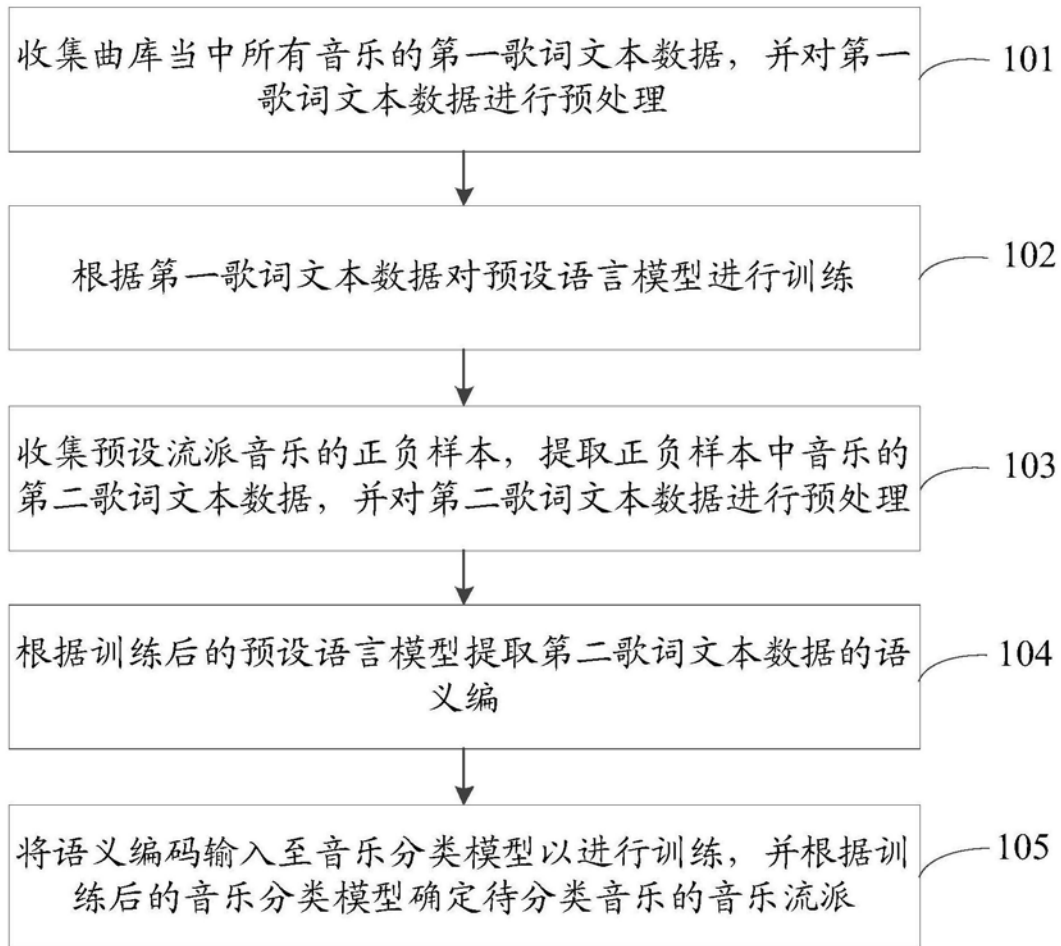 收集曲库当中所有音乐的第一歌词文本数据，并对第一
歌词文本数据进行预处理
101
根据第一歌词文本数据对预设语言模型进行训练
102
收集预设流派音乐的正负样本，提取正负样本中音乐的
第二歌词文本数据，并对第二歌词文本数据进行预处理
103
根据训练后的预设语言模型提取第二歌词文本数据的语
义编
104
将语义编码输入至音乐分类模型以进行训练，并根据训
练后的音乐分类模型确定待分类音乐的音乐流派
105